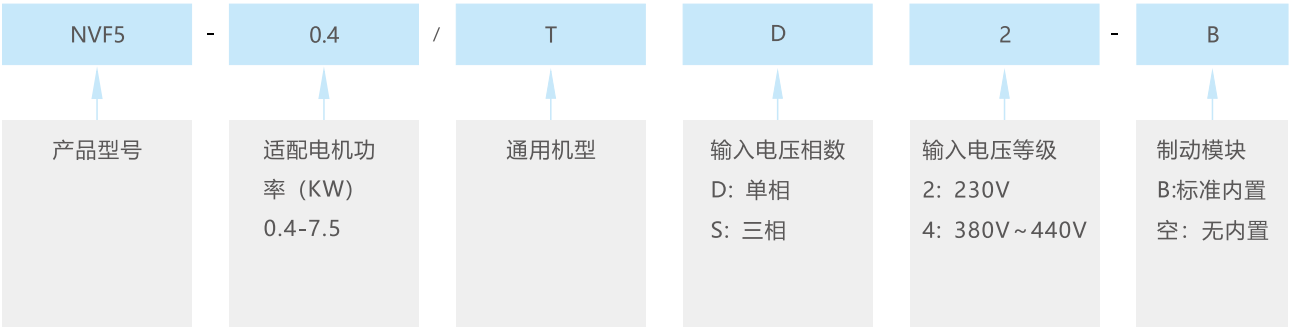 NVF5 - 0.4 / T D 2 - B
产品型号
适配电机功
率（KW）
0.4-7.5
通用机型
输入电压相数
D: 单相
S: 三相
输入电压等级
2: 230V
4: 380V～440V
制动模块
B:标准内置
空：无内置